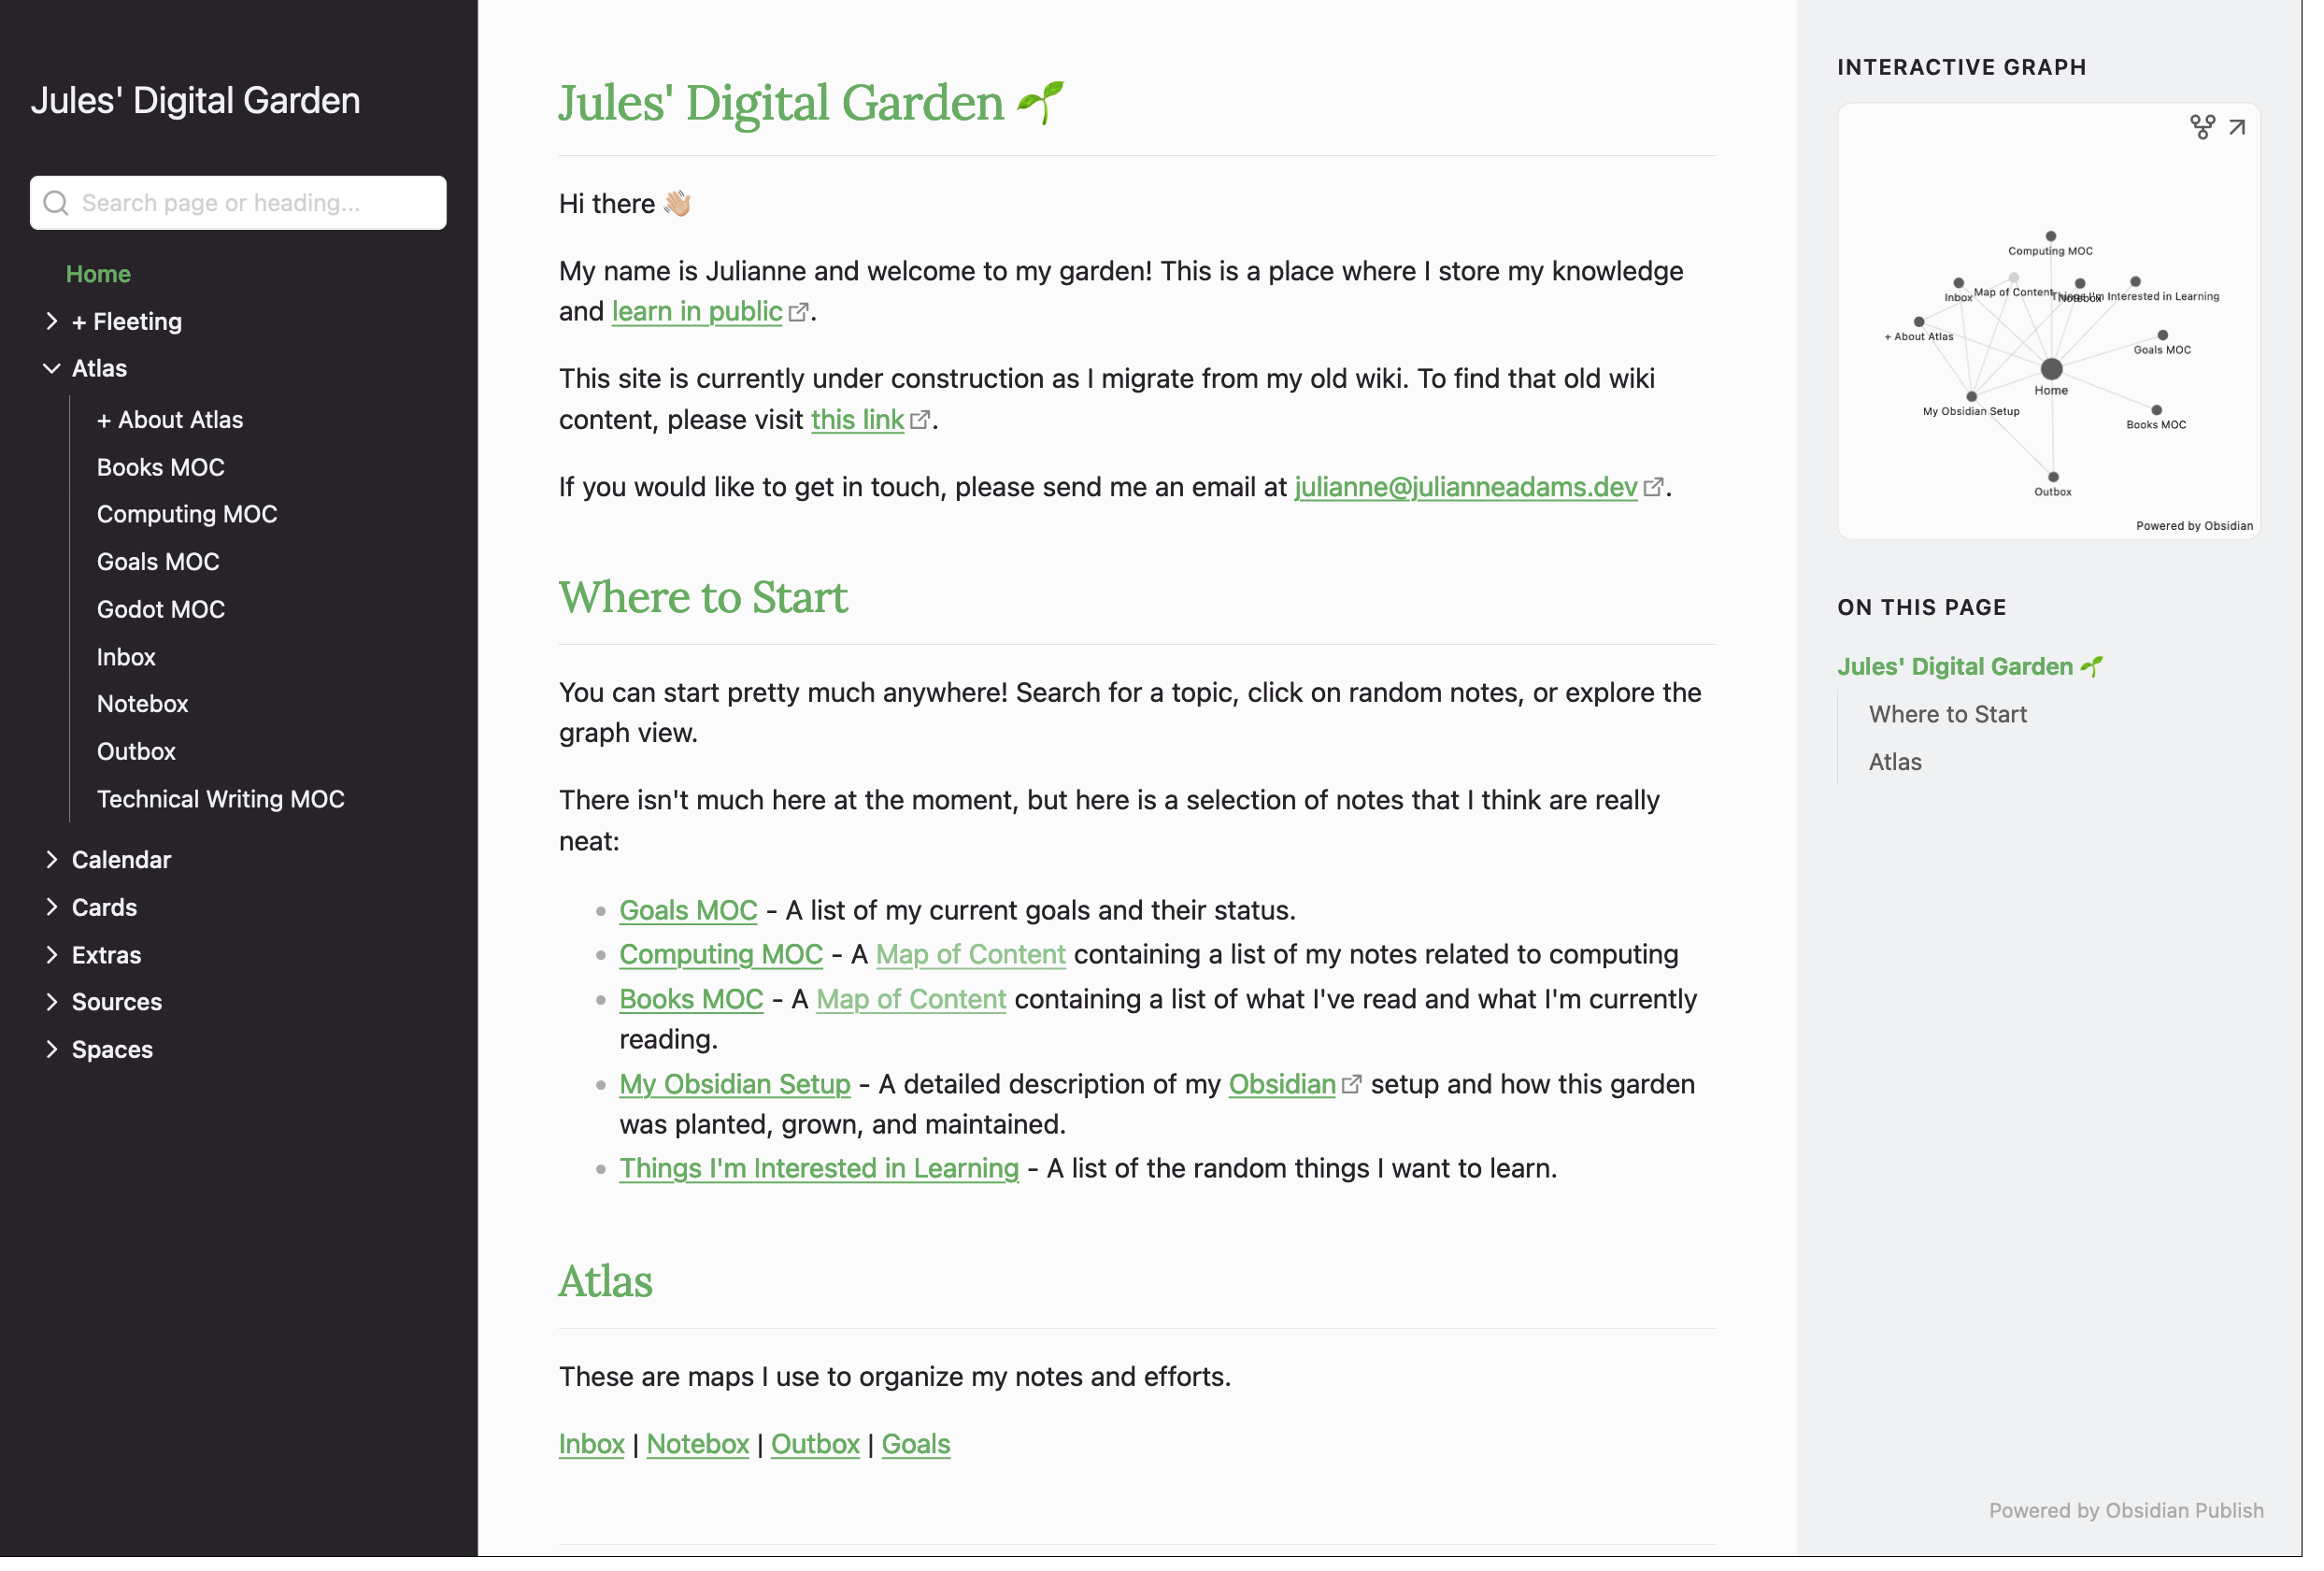 Jules' Digital Garden
Search page or heading...
Home
+ Fleeting
Atlas
+ About Atlas
Books MOC
Computing MOC
Goals MOC
Godot MOC
Inbox
Notebox
Outbox
Technical Writing MOC
Calendar
Cards
Extras
Sources
Spaces
Jules' Digital Garden 🌱
Hi there 👋🏼
My name is Julianne and welcome to my garden! This is a place where I store my knowledge
and learn in public.
This site is currently under construction as I migrate from my old wiki. To find that old wiki
content, please visit this link.
If you would like to get in touch, please send me an email at julianne@julianneadams.dev.
Where to Start
You can start pretty much anywhere! Search for a topic, click on random notes, or explore the
graph view.
There isn't much here at the moment, but here is a selection of notes that I think are really
neat:
• Goals MOC - A list of my current goals and their status.
• Computing MOC - A Map of Content containing a list of my notes related to computing
• Books MOC - A Map of Content containing a list of what I've read and what I'm currently
reading.
• My Obsidian Setup - A detailed description of my Obsidian setup and how this garden
was planted, grown, and maintained.
• Things I'm Interested in Learning - A list of the random things I want to learn.
Atlas
These are maps I use to organize my notes and efforts.
Inbox | Notebox | Outbox | Goals
INTERACTIVE GRAPH
Computing MOC
Inbox
Map of Content
Notebox
Things I'm Interested in Learning
+ About Atlas
Goals MOC
Home
My Obsidian Setup
Books MOC
Outbox
Powered by Obsidian
ON THIS PAGE
Jules' Digital Garden 🌱
Where to Start
Atlas
Powered by Obsidian Publish